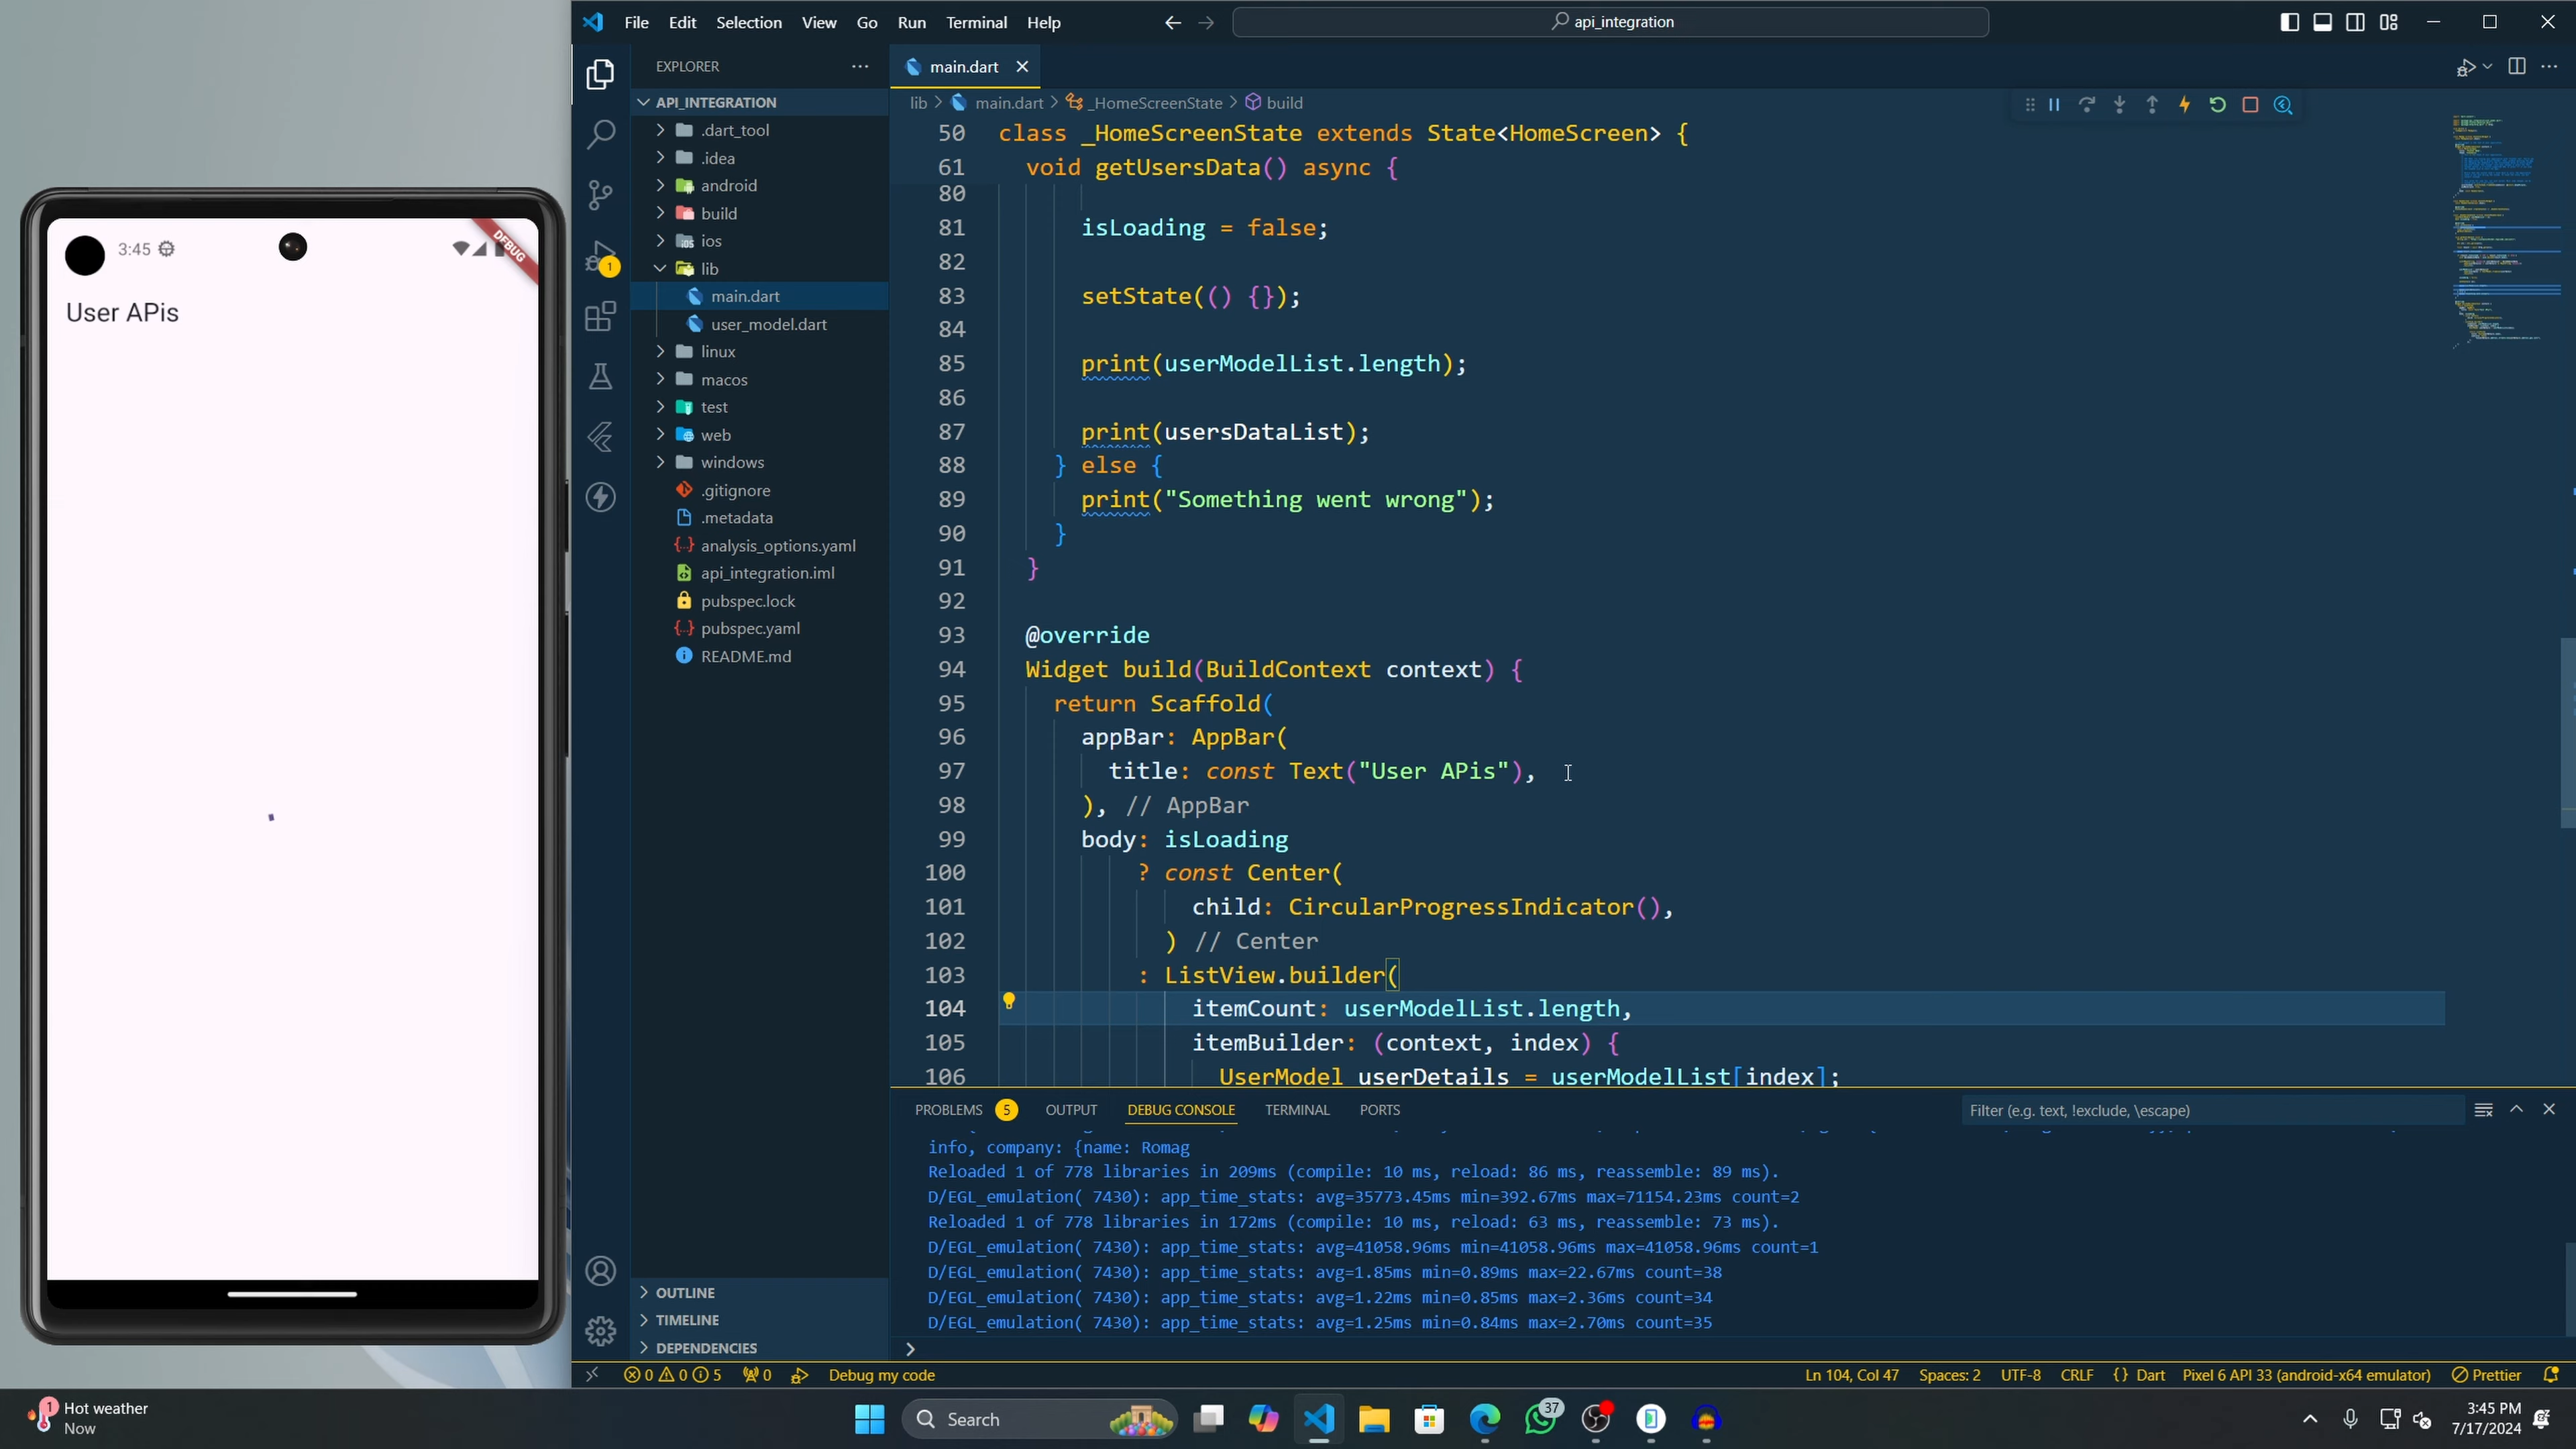 File Edit Selection View Go Run Terminal Help
api_integration
EXPLORER
main.dart
API_INTEGRATION
.dart_tool
.idea
android
build
ios
lib
main.dart
user_model.dart
linux
macos
test
web
windows
.gitignore
.metadata
analysis_options.yaml
api_integration.iml
pubspec.lock
pubspec.yaml
README.md
OUTLINE
TIMELINE
DEPENDENCIES
3:45
DEBUG
User APis
lib > main.dart > _HomeScreenState > build
50 class _HomeScreenState extends State<HomeScreen> {
61 void getUsersData() async {
80
81 isLoading = false;
82
83 setState(() {});
84
85 print(userModelList.length);
86
87 print(usersDataList);
88 } else {
89 print("Something went wrong");
90 }
91 }
92
93 @override
94 Widget build(BuildContext context) {
95 return Scaffold(
96 appBar: AppBar(
97 title: const Text("User APis"),
98 ), // AppBar
99 body: isLoading
100 ? const Center(
101 child: CircularProgressIndicator(),
102 ) // Center
103 : ListView.builder(
104 itemCount: userModelList.length,
105 itemBuilder: (context, index) {
106 UserModel userDetails = userModelList[index];
PROBLEMS 5 OUTPUT DEBUG CONSOLE TERMINAL PORTS
Filter (e.g. text, !exclude, \escape)
info, company: {name: Romag
Reloaded 1 of 778 libraries in 209ms (compile: 10 ms, reload: 86 ms, reassemble: 89 ms).
D/EGL_emulation( 7430): app_time_stats: avg=35773.45ms min=392.67ms max=71154.23ms count=2
Reloaded 1 of 778 libraries in 172ms (compile: 10 ms, reload: 63 ms, reassemble: 73 ms).
D/EGL_emulation( 7430): app_time_stats: avg=41058.96ms min=41058.96ms max=41058.96ms count=1
D/EGL_emulation( 7430): app_time_stats: avg=1.85ms min=0.89ms max=22.67ms count=38
D/EGL_emulation( 7430): app_time_stats: avg=1.22ms min=0.85ms max=2.36ms count=34
D/EGL_emulation( 7430): app_time_stats: avg=1.25ms min=0.84ms max=2.70ms count=35
0 0 5 0 Debug my code
Ln 104, Col 47 Spaces: 2 UTF-8 CRLF {} Dart Pixel 6 API 33 (android-x64 emulator) Prettier
1
Hot weather
Now
Search
37
3:45 PM
7/17/2024